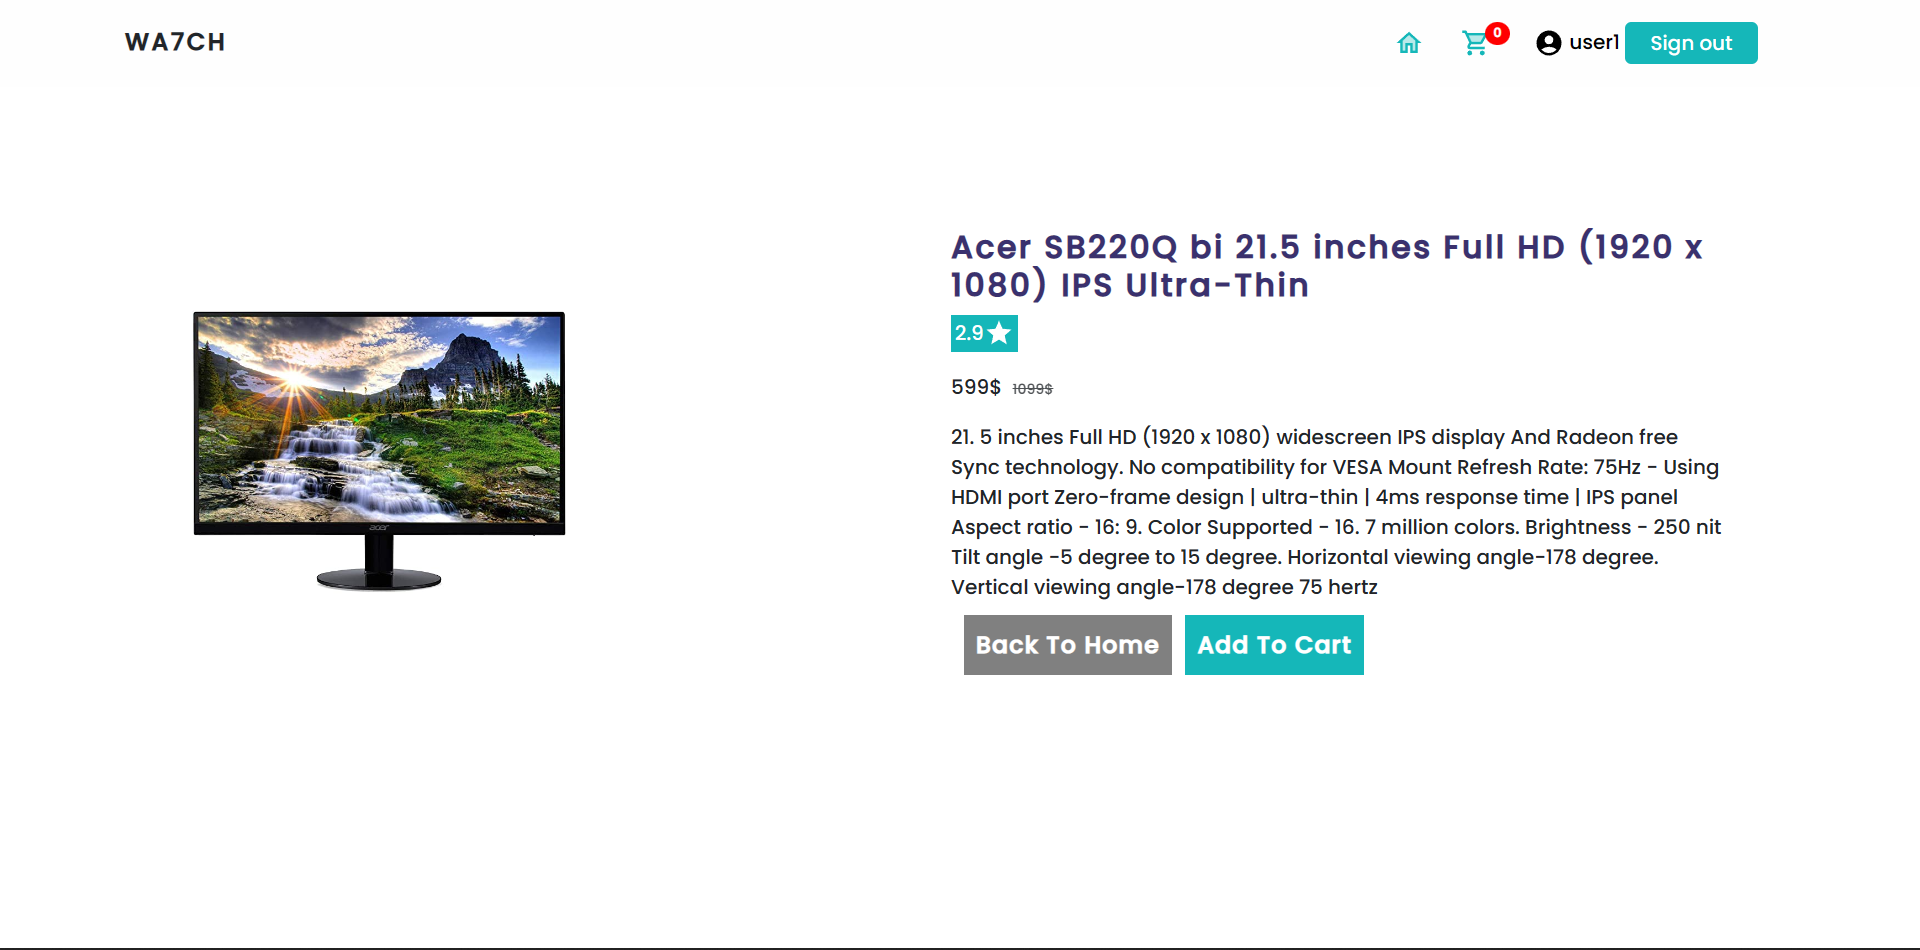 WA7CH
0
user1
Sign out
Acer SB220Q bi 21.5 inches Full HD (1920 x
1080) IPS Ultra-Thin
2.9
599$ 1099$
21. 5 inches Full HD (1920 x 1080) widescreen IPS display And Radeon free
Sync technology. No compatibility for VESA Mount Refresh Rate: 75Hz - Using
HDMI port Zero-frame design | ultra-thin | 4ms response time | IPS panel
Aspect ratio - 16: 9. Color Supported - 16. 7 million colors. Brightness - 250 nit
Tilt angle -5 degree to 15 degree. Horizontal viewing angle-178 degree.
Vertical viewing angle-178 degree 75 hertz
acer
Back To Home
Add To Cart